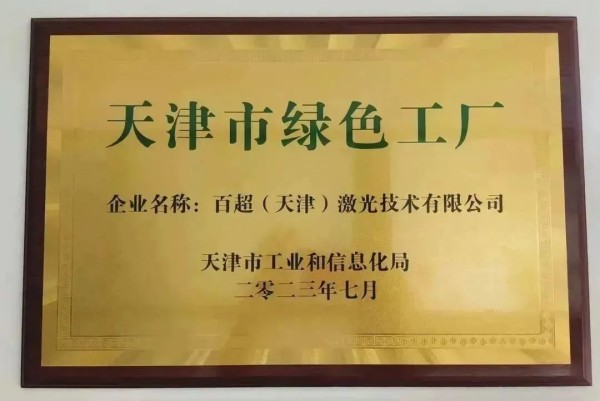 天津市绿色工厂
企业名称：百超（天津）激光技术有限公司
天津市工业和信息化局
二零二三年七月